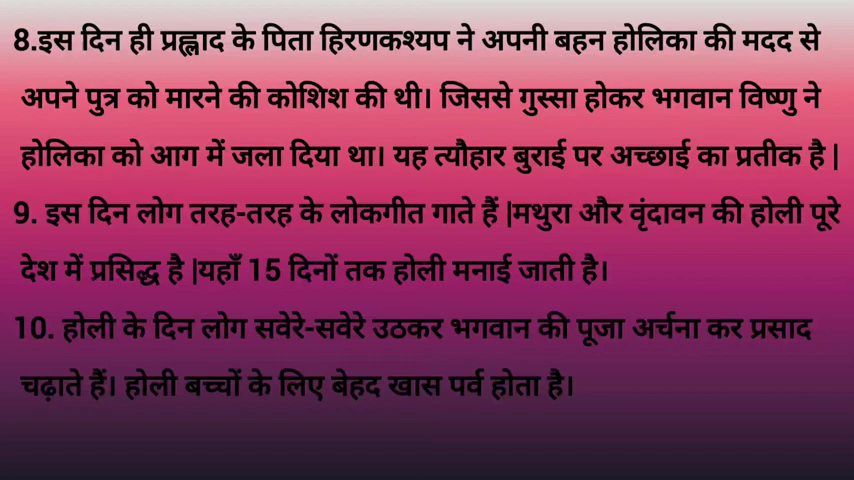 8.इस दिन ही प्रह्लाद के पिता हिरणकश्यप ने अपनी बहन होलिका की मदद से
अपने पुत्र को मारने की कोशिश की थी। जिससे गुस्सा होकर भगवान विष्णु ने
होलिका को आग में जला दिया था। यह त्यौहार बुराई पर अच्छाई का प्रतीक है |
9. इस दिन लोग तरह-तरह के लोकगीत गाते हैं |मथुरा और वृंदावन की होली पूरे
देश में प्रसिद्ध है |यहाँ 15 दिनों तक होली मनाई जाती है।
10. होली के दिन लोग सवेरे-सवेरे उठकर भगवान की पूजा अर्चना कर प्रसाद
चढ़ाते हैं। होली बच्चों के लिए बेहद खास पर्व होता है।